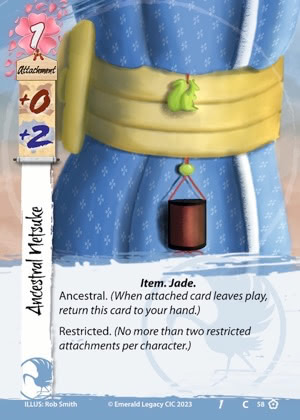 1
Attachment
+0
+2
Ancestral Netsuke
Item. Jade.
Ancestral. (When attached card leaves play,
return this card to your hand.)
Restricted. (No more than two restricted
attachments per character.)
ILLUS: Rob Smith © Emerald Legacy CIC 2023 C 58